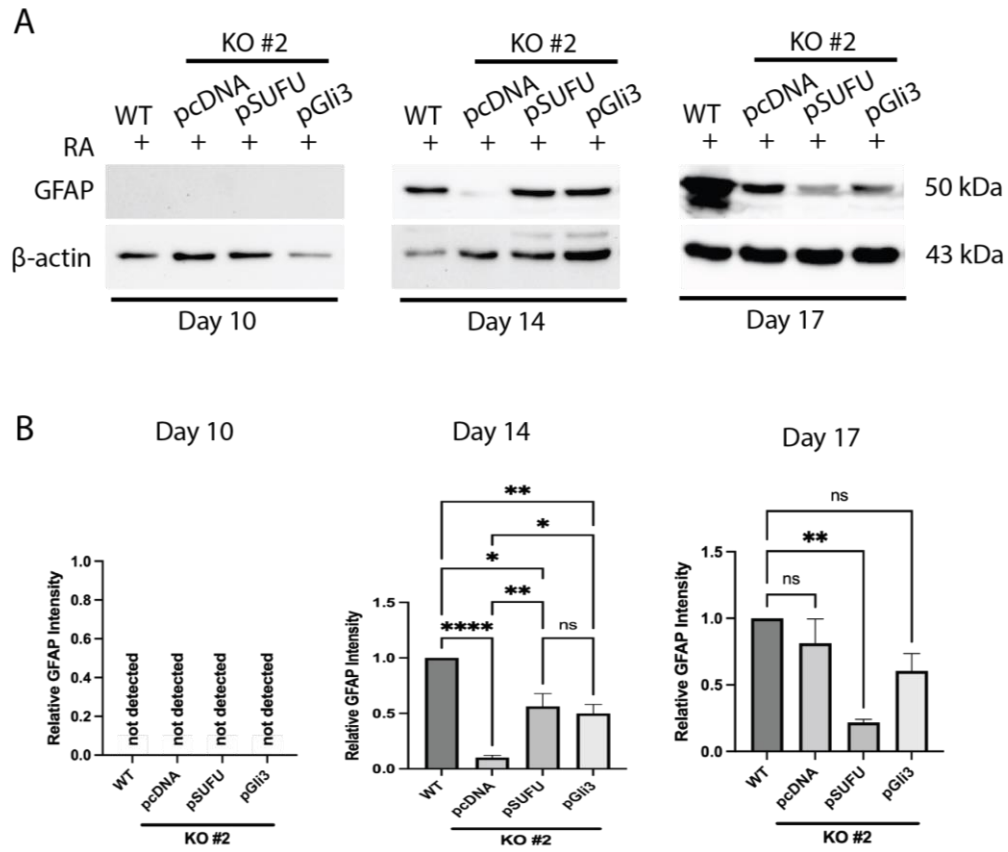 A
KO #2 KO #2 KO #2
WT pcDNA pSUFU pGli3 WT pcDNA pSUFU pGli3 WT pcDNA pSUFU pGli3
RA + + + + + + + + + + + +
GFAP 50 kDa
β-actin 43 kDa
Day 10 Day 14 Day 17
B
Day 10 Day 14 Day 17
Relative GFAP Intensity
1.0
0.8
0.6
0.4
0.2
0.0
not detected
not detected
not detected
not detected
WT pcDNA pSUFU pGli3
KO #2
Relative GFAP Intensity
1.5
1.0
0.5
0.0
**
*
*
**
**** ns
WT pcDNA pSUFU pGli3
KO #2
Relative GFAP Intensity
1.5
1.0
0.5
0.0
ns
**
ns
WT pcDNA pSUFU pGli3
KO #2